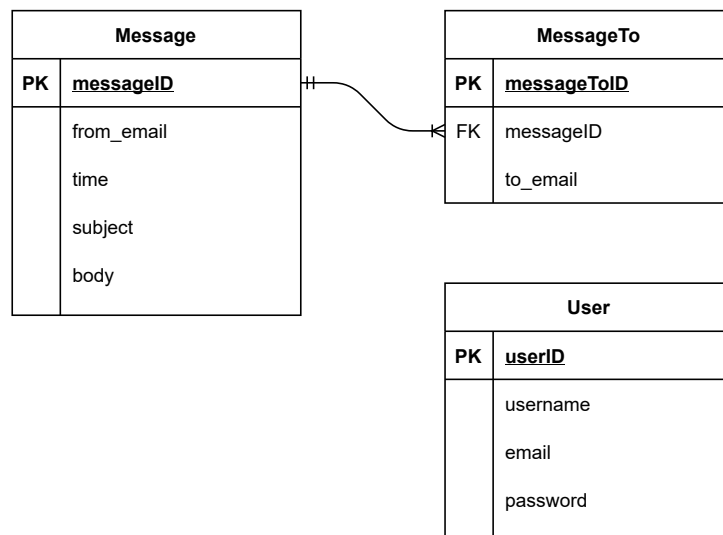 Message
PK messageID
from_email
time
subject
body
MessageTo
PK messageToID
FK messageID
to_email
User
PK userID
username
email
password